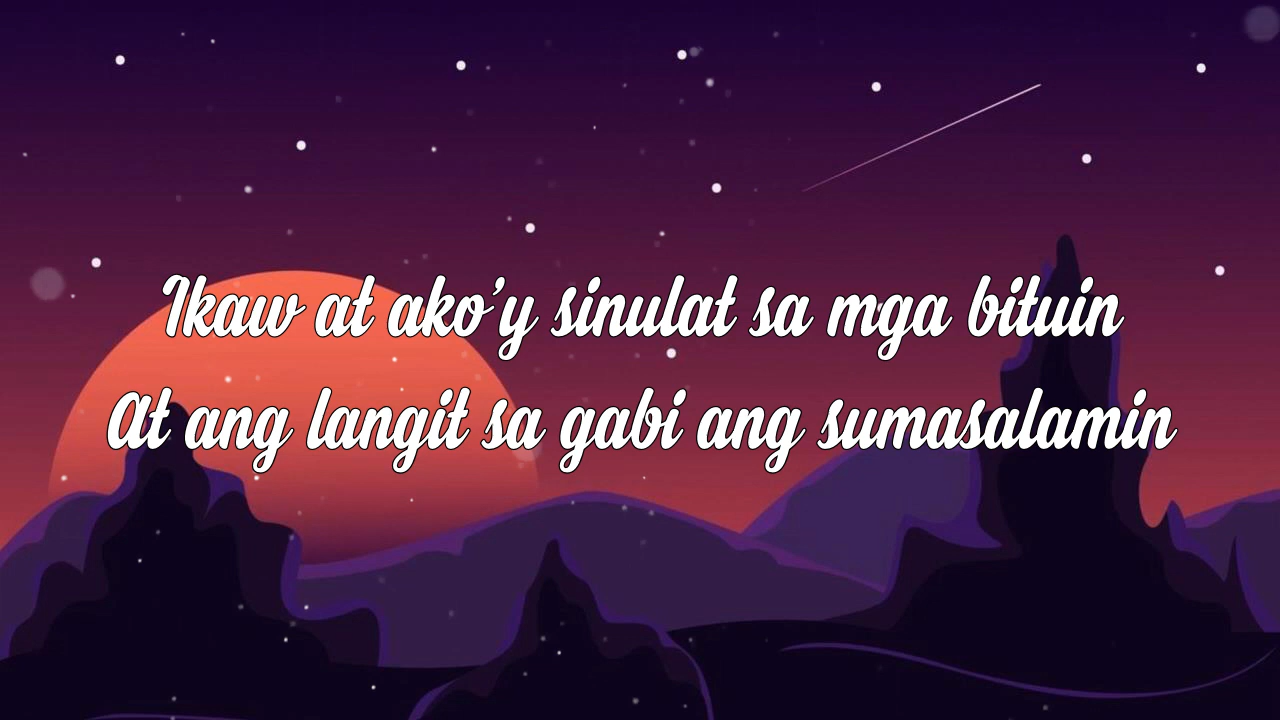 Ikaw at ako'y sinulat sa mga bituin
At ang langit sa gabi ang sumasalamin